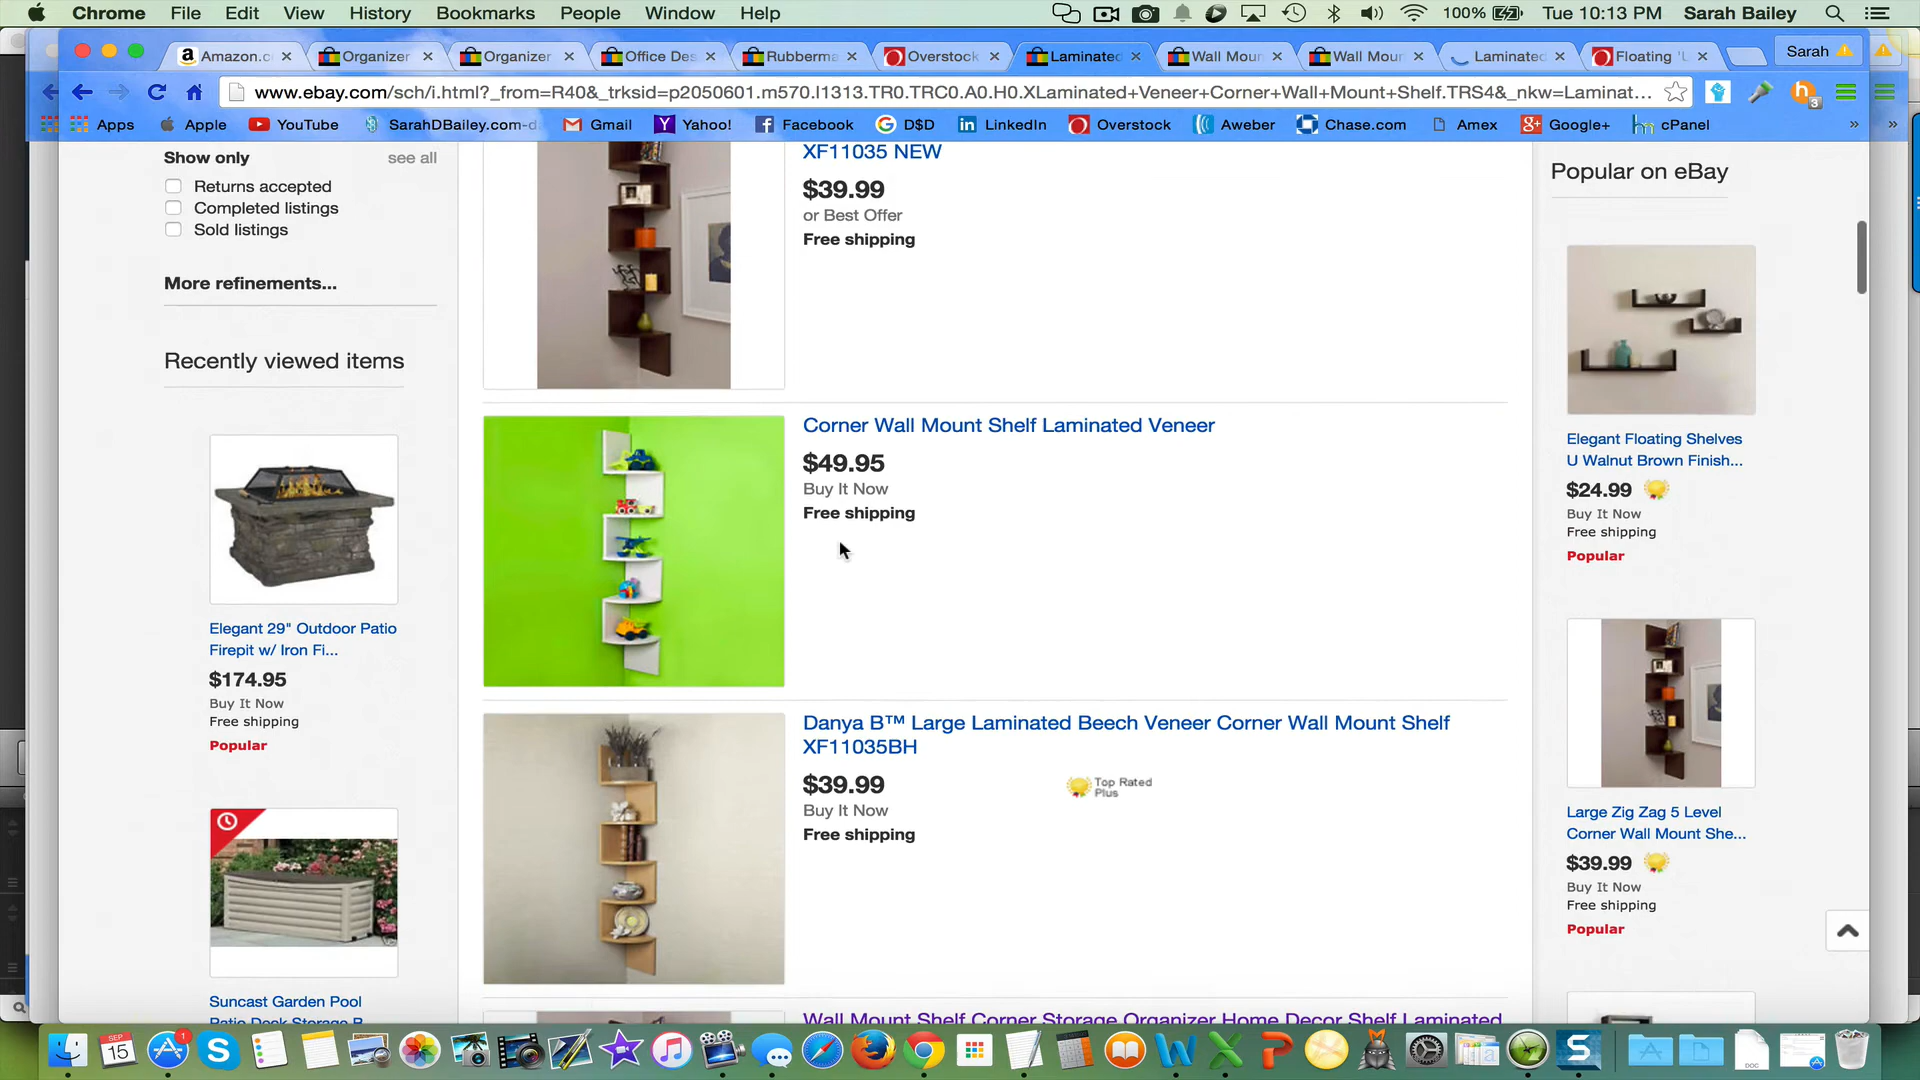 Chrome File Edit View History Bookmarks People Window Help 100% Tue 10:13 PM Sarah Bailey
Amazon.c Organizer Organizer Office Des Rubberma Overstock Laminated Wall Moun Wall Moun Laminated Floating 'U Sarah
www.ebay.com/sch/i.html?_from=R40&_trksid=p2050601.m570.l1313.TR0.TRC0.A0.H0.XLaminated+Veneer+Corner+Wall+Mount+Shelf.TRS4&_nkw=Laminat... 3
Apps Apple YouTube SarahDBailey.com-d Gmail Yahoo! Facebook D$D LinkedIn Overstock Aweber Chase.com Amex Google+ cPanel » »
Show only see all
Returns accepted
Completed listings
Sold listings
More refinements...
Recently viewed items
Elegant 29" Outdoor Patio
Firepit w/ Iron Fi...
$174.95
Buy It Now
Free shipping
Popular
Suncast Garden Pool
Patio Deck Storage B
XF11035 NEW
$39.99
or Best Offer
Free shipping
Corner Wall Mount Shelf Laminated Veneer
$49.95
Buy It Now
Free shipping
Danya B™ Large Laminated Beech Veneer Corner Wall Mount Shelf
XF11035BH
$39.99
Top Rated
Plus
Buy It Now
Free shipping
Wall Mount Shelf Corner Storage Organizer Home Decor Shelf Laminated
Popular on eBay
Elegant Floating Shelves
U Walnut Brown Finish...
$24.99
Buy It Now
Free shipping
Popular
Large Zig Zag 5 Level
Corner Wall Mount She...
$39.99
Buy It Now
Free shipping
Popular
SEP
15
1
DOC